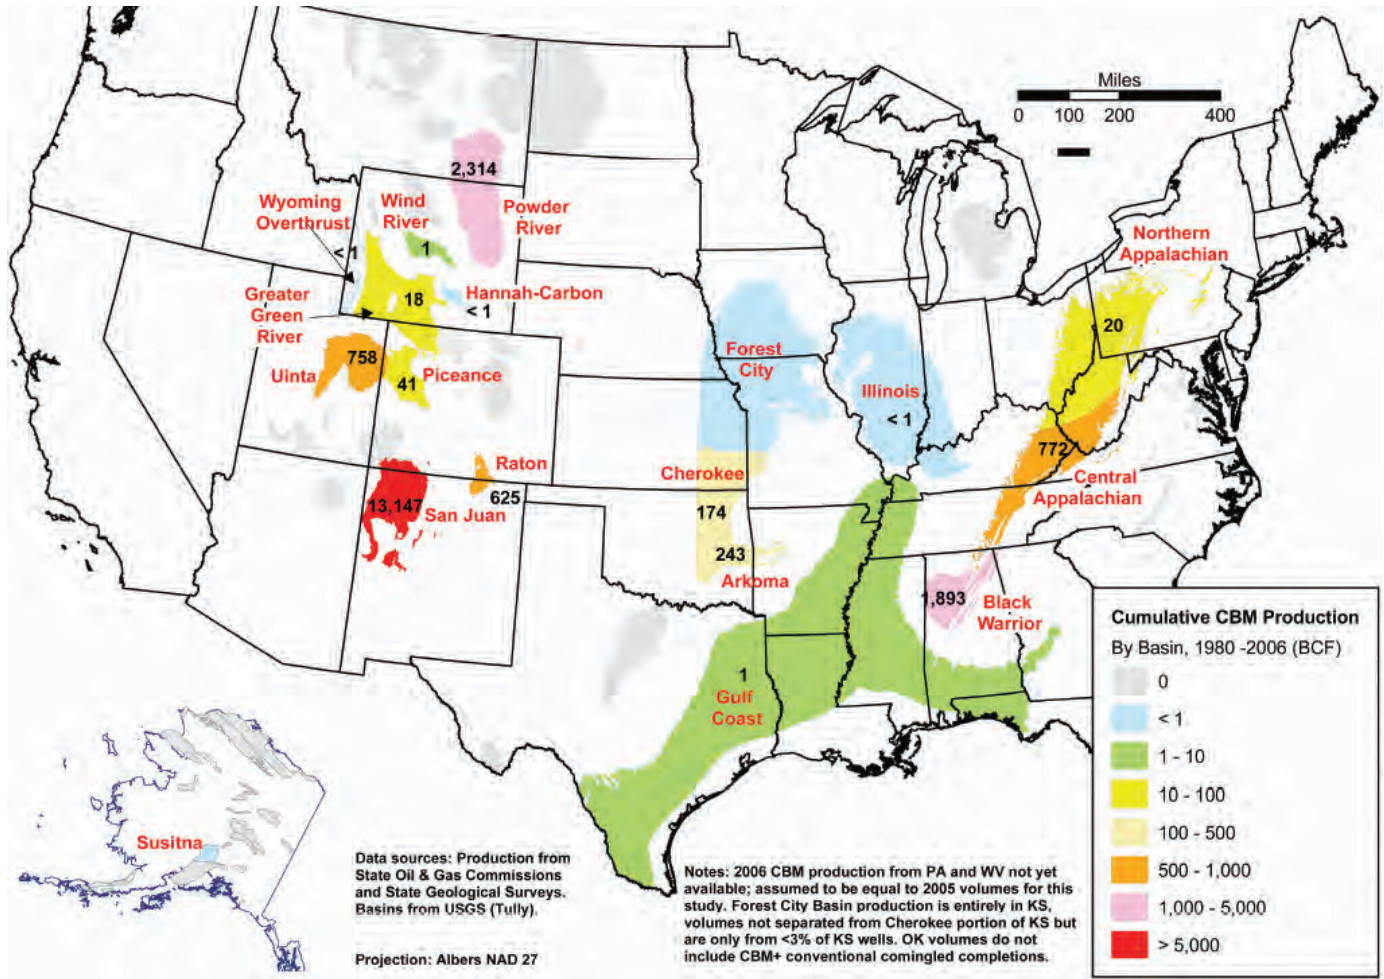 Miles
0 100 200 400
2,314
Wyoming
Overthrust
Wind
River
Powder
River
< 1
1
Northern
Appalachian
Greater
Green
River
18
Hannah-Carbon
< 1
20
758
Uinta
41
Piceance
Forest
City
Illinois
< 1
772
Central
Appalachian
Raton
625
Cherokee
13,147
San Juan
174
243
Arkoma
1,893
Black
Warrior
1
Gulf
Coast
Susitna
Cumulative CBM Production
By Basin, 1980 -2006 (BCF)
0
< 1
1 - 10
10 - 100
100 - 500
500 - 1,000
1,000 - 5,000
> 5,000
Data sources: Production from
State Oil & Gas Commissions
and State Geological Surveys.
Basins from USGS (Tully).
Projection: Albers NAD 27
Notes: 2006 CBM production from PA and WV not yet
available; assumed to be equal to 2005 volumes for this
study. Forest City Basin production is entirely in KS,
volumes not separated from Cherokee portion of KS but
are only from <3% of KS wells. OK volumes do not
include CBM+ conventional comingled completions.